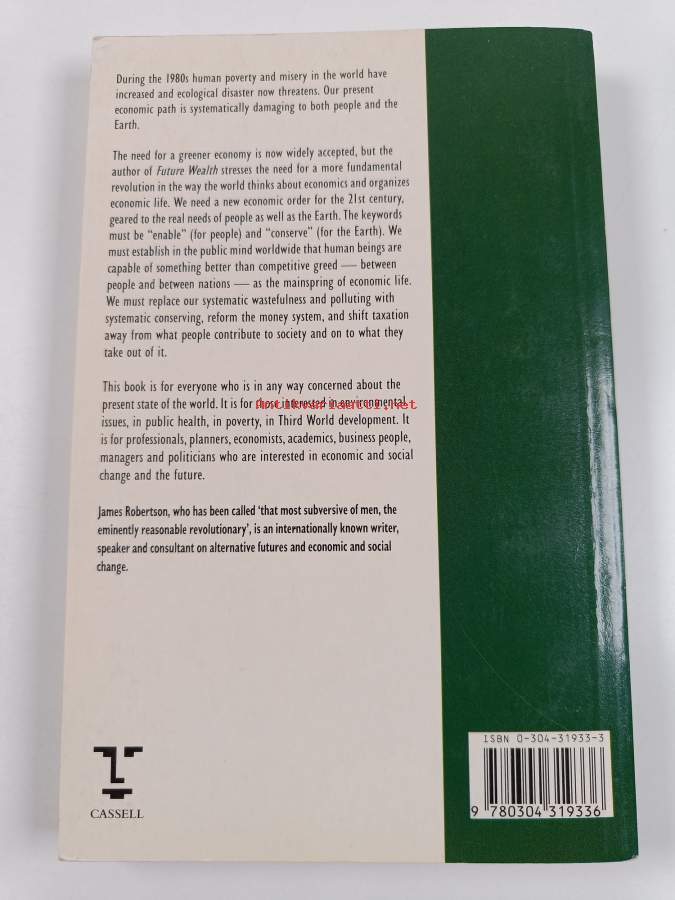 During the 1980s human poverty and misery in the world have
increased and ecological disaster now threatens. Our present
economic path is systematically damaging to both people and the
Earth.
The need for a greener economy is now widely accepted, but the
author of Future Wealth stresses the need for a more fundamental
revolution in the way the world thinks about economics and organizes
economic life. We need a new economic order for the 21st century,
geared to the real needs of people as well as the Earth. The keywords
must be “enable” (for people) and “conserve” (for the Earth). We
must establish in the public mind worldwide that human beings are
capable of something better than competitive greed — between
people and between nations — as the mainspring of economic life.
We must replace our systematic wastefulness and polluting with
systematic conserving, reform the money system, and shift taxation
away from what people contribute to society and on to what they
take out of it.
This book is for everyone who is in any way concerned about the
present state of the world. It is for those interested in environmental
Antikvariaatti.net
issues, in public health, in poverty, in Third World development. It
is for professionals, planners, economists, academics, business people,
managers and politicians who are interested in economic and social
change and the future.
James Robertson, who has been called ‘that most subversive of men, the
eminently reasonable revolutionary’, is an internationally known writer,
speaker and consultant on alternative futures and economic and social
change.
CASSELL
ISBN 0-304-31933-3
9 780304 319336